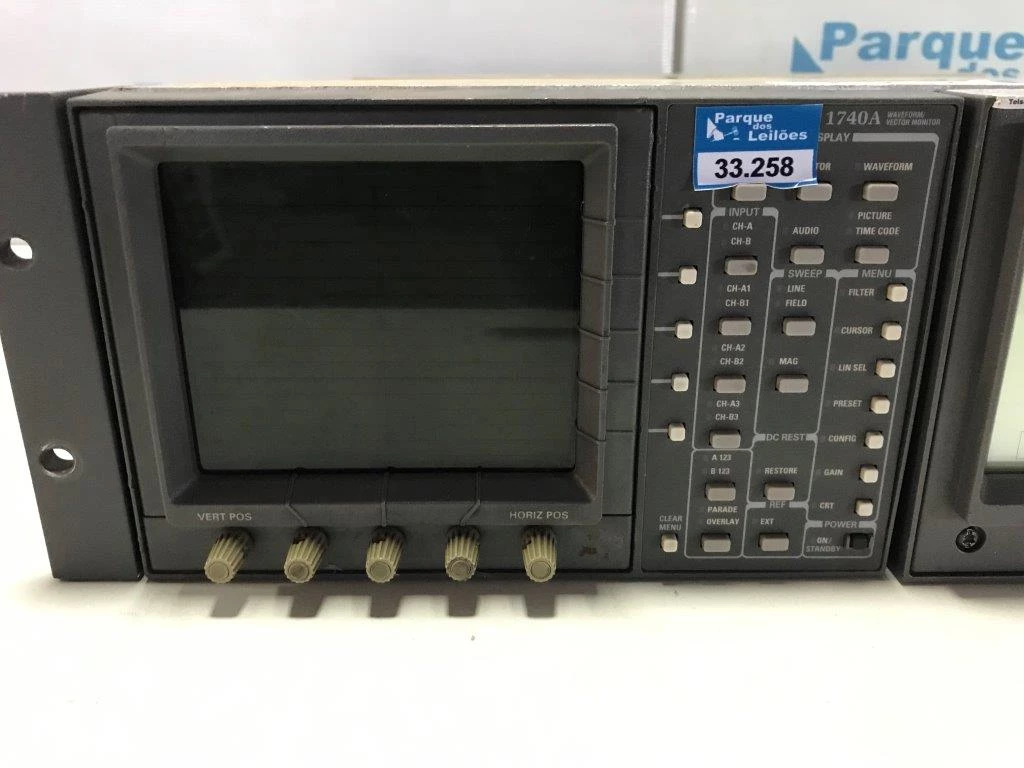 Parque
dos
Tels
Parque
dos
Leilões
33.258
1740A
WAVEFORM/
VECTOR MONITOR
WAVEFORM
PICTURE
TIME CODE
AUDIO
INPUT
CH-A
CH-B
CH-A1
CH-B1
CH-A2
CH-B2
CH-A3
CH-B3
A 123
B 123
PARADE
OVERLAY
SWEEP
LINE
FIELD
MAG
DC REST
RESTORE
REF
EXT
MENU
FILTER
CURSOR
LIN SEL
PRESET
CONFIG
GAIN
CRT
POWER
ON/
STANDBY
CLEAR
MENU
VERT POS
HORIZ POS